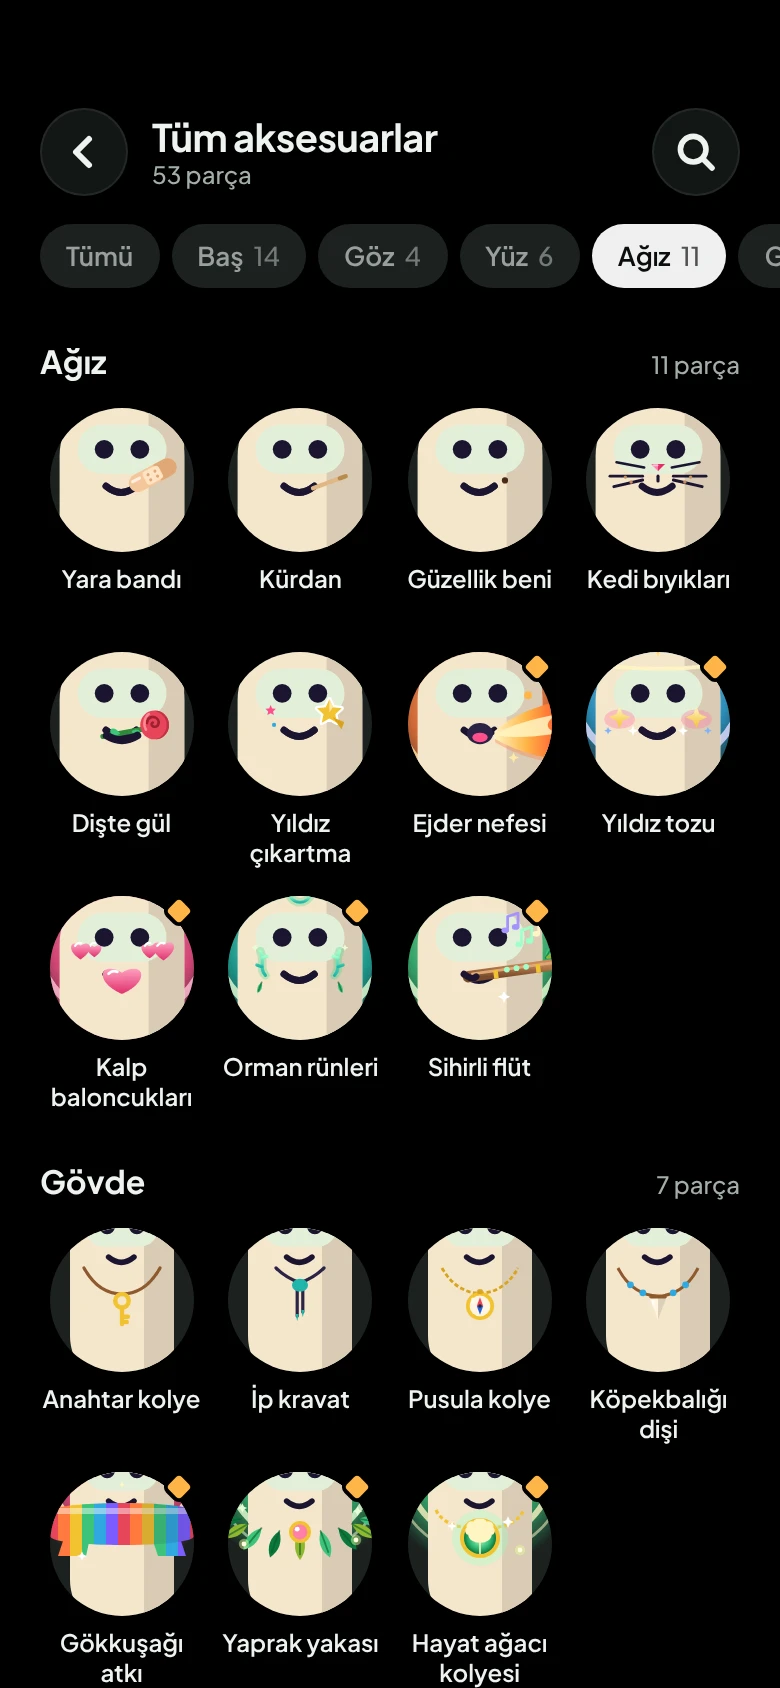 Tüm aksesuarlar
53 parça
Tümü
Baş 14
Göz 4
Yüz 6
Ağız 11
G
Ağız
11 parça
Yara bandı
Kürdan
Güzellik beni
Kedi bıyıkları
Dişte gül
Yıldız
çıkartma
Ejder nefesi
Yıldız tozu
Kalp
baloncukları
Orman rünleri
Sihirli flüt
Gövde
7 parça
Anahtar kolye
İp kravat
Pusula kolye
Köpekbalığı
dişi
Gökkuşağı
atkı
Yaprak yakası
Hayat ağacı
kolyesi